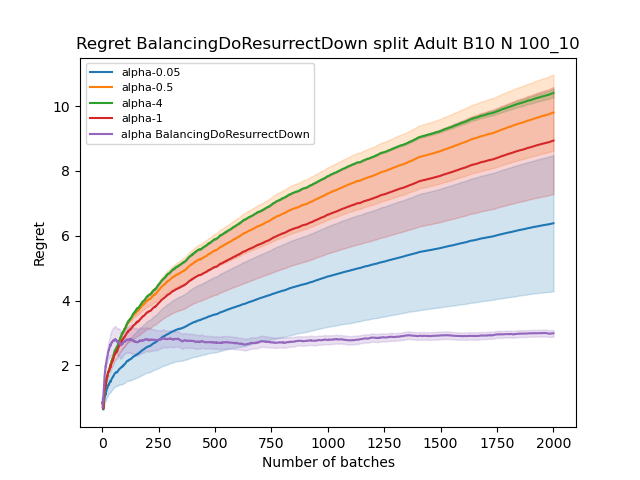 Regret BalancingDoResurrectDown split Adult B10 N 100_10
alpha-0.05
alpha-0.5
alpha-4
alpha-1
alpha BalancingDoResurrectDown
Regret
10
8
6
4
2
0 250 500 750 1000 1250 1500 1750 2000
Number of batches